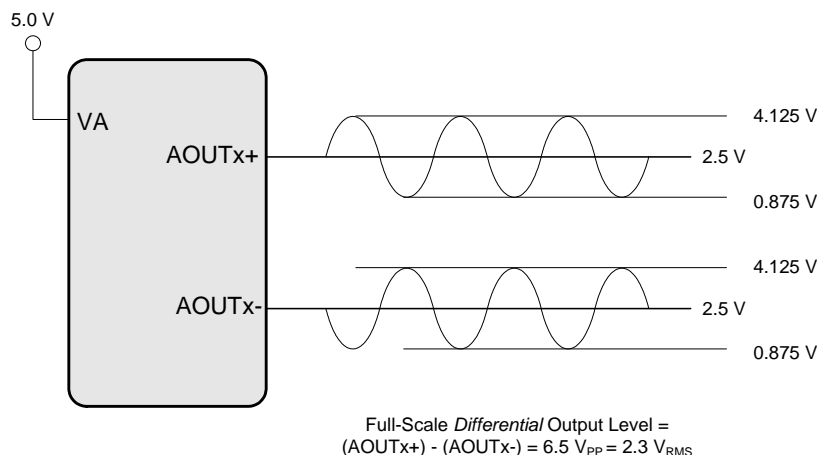 5.0 V
VA
AOUTx+
4.125 V
2.5 V
0.875 V
AOUTx-
4.125 V
2.5 V
0.875 V
Full-Scale Differential Output Level =
(AOUTx+) - (AOUTx-) = 6.5 VPP = 2.3 VRMS